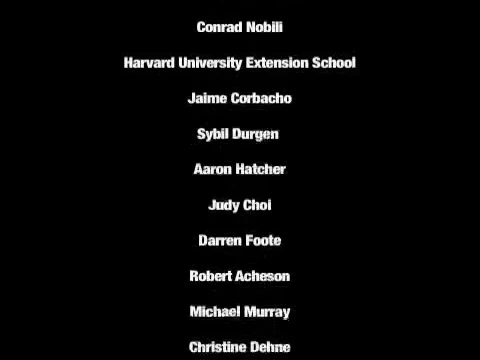 Conrad Nobili
Harvard University Extension School
Jaime Corbacho
Sybil Durgen
Aaron Hatcher
Judy Choi
Darren Foote
Robert Acheson
Michael Murray
Christine Dehne